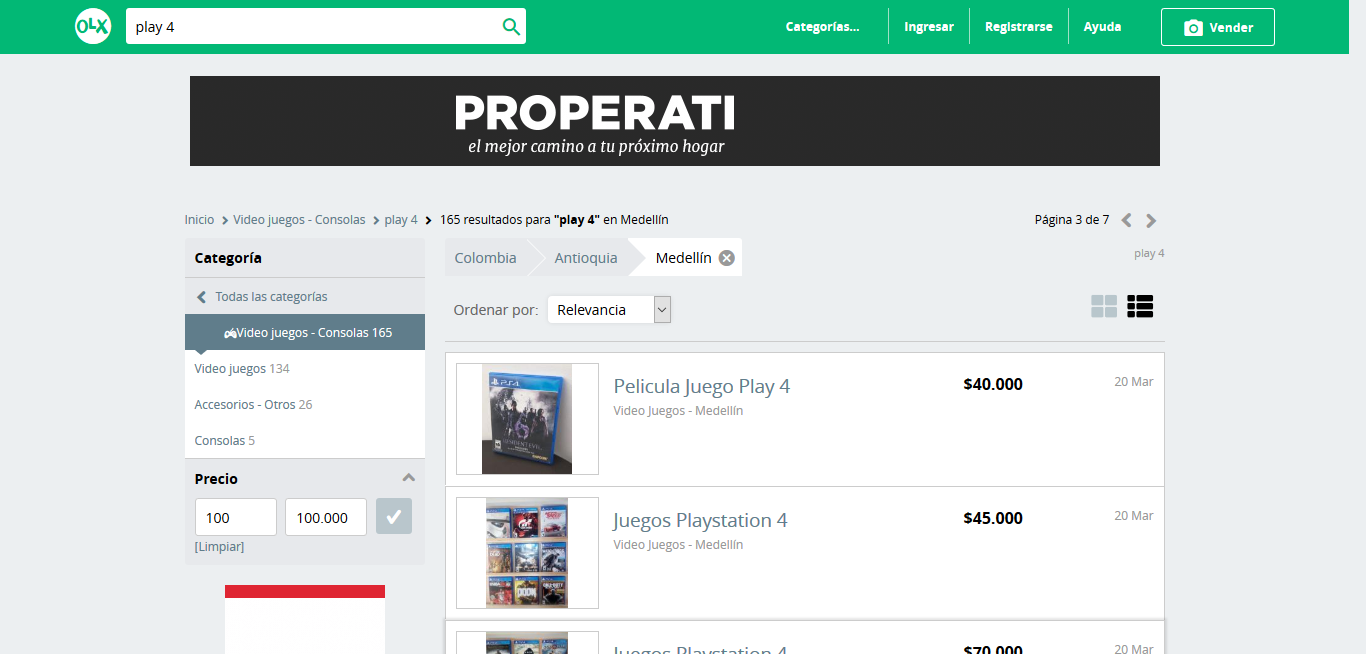 OLX
play 4
Categorías...
Ingresar
Registrarse
Ayuda
Vender
PROPERATI
el mejor camino a tu próximo hogar
Inicio
Video juegos - Consolas
play 4
165 resultados para "play 4" en Medellín
Página 3 de 7
Categoría
Todas las categorías
Video juegos - Consolas 165
Video juegos 134
Accesorios - Otros 26
Consolas 5
Precio
100
100.000
[Limpiar]
Colombia
Antioquia
Medellín
play 4
Ordenar por:
Relevancia
PS4
Pelicula Juego Play 4
$40.000
20 Mar
Video Juegos - Medellín
DOOM
Juegos Playstation 4
$45.000
20 Mar
Video Juegos - Medellín
Juegos Playstation 4
$70.000
20 Mar